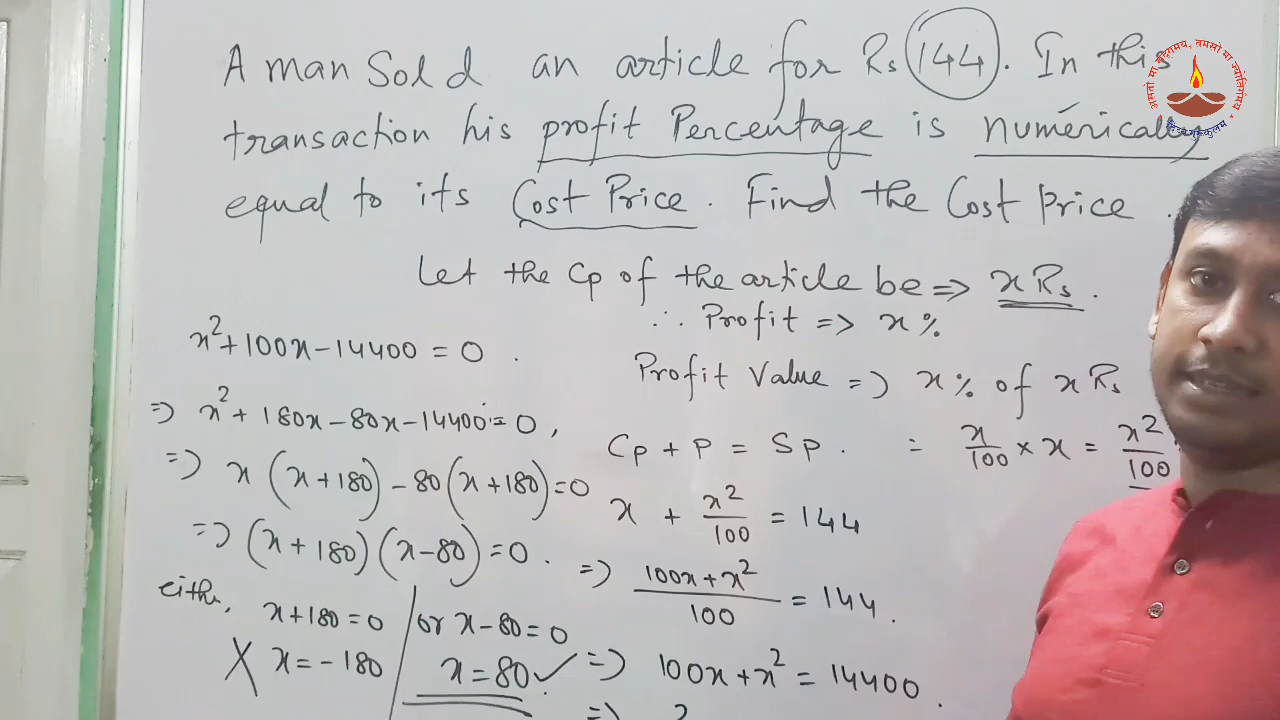 A man Sold an article for Rs 144. In this
transaction his profit Percentage is numerically
equal to its Cost Price. Find the Cost Price.
Let the Cp of the article be ⇒ x Rs.
∴ Profit ⇒ x %
Profit Value ⇒ x % of x Rs
= x/100 × x = x²/100
Cp + P = Sp.
x + x²/100 = 144
⇒ (100x + x²)/100 = 144.
⇒ 100x + x² = 14400.
x² + 100x - 14400 = 0.
⇒ x² + 180x - 80x - 14400 = 0,
⇒ x (x + 180) - 80 (x + 180) = 0
⇒ (x + 180) (x - 80) = 0.
x + 180 = 0 / or x - 80 = 0
X x = - 180 / x = 80 ✓